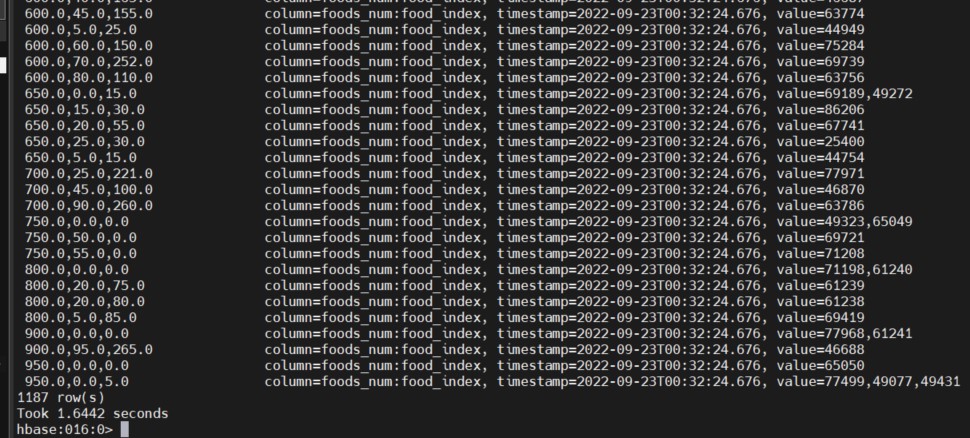 600.0,45.0,155.0 column=foods_num:food_index, timestamp=2022-09-23T00:32:24.676, value=63774
600.0,5.0,25.0 column=foods_num:food_index, timestamp=2022-09-23T00:32:24.676, value=44949
600.0,60.0,150.0 column=foods_num:food_index, timestamp=2022-09-23T00:32:24.676, value=75284
600.0,70.0,252.0 column=foods_num:food_index, timestamp=2022-09-23T00:32:24.676, value=69739
600.0,80.0,110.0 column=foods_num:food_index, timestamp=2022-09-23T00:32:24.676, value=63756
650.0,0.0,15.0 column=foods_num:food_index, timestamp=2022-09-23T00:32:24.676, value=69189,49272
650.0,15.0,30.0 column=foods_num:food_index, timestamp=2022-09-23T00:32:24.676, value=86206
650.0,20.0,55.0 column=foods_num:food_index, timestamp=2022-09-23T00:32:24.676, value=67741
650.0,25.0,30.0 column=foods_num:food_index, timestamp=2022-09-23T00:32:24.676, value=25400
650.0,5.0,15.0 column=foods_num:food_index, timestamp=2022-09-23T00:32:24.676, value=44754
700.0,25.0,221.0 column=foods_num:food_index, timestamp=2022-09-23T00:32:24.676, value=77971
700.0,45.0,100.0 column=foods_num:food_index, timestamp=2022-09-23T00:32:24.676, value=46870
700.0,90.0,260.0 column=foods_num:food_index, timestamp=2022-09-23T00:32:24.676, value=63786
750.0,0.0,0.0 column=foods_num:food_index, timestamp=2022-09-23T00:32:24.676, value=49323,65049
750.0,50.0,0.0 column=foods_num:food_index, timestamp=2022-09-23T00:32:24.676, value=69721
750.0,55.0,0.0 column=foods_num:food_index, timestamp=2022-09-23T00:32:24.676, value=71208
800.0,0.0,0.0 column=foods_num:food_index, timestamp=2022-09-23T00:32:24.676, value=71198,61240
800.0,20.0,75.0 column=foods_num:food_index, timestamp=2022-09-23T00:32:24.676, value=61239
800.0,20.0,80.0 column=foods_num:food_index, timestamp=2022-09-23T00:32:24.676, value=61238
800.0,5.0,85.0 column=foods_num:food_index, timestamp=2022-09-23T00:32:24.676, value=69419
900.0,0.0,0.0 column=foods_num:food_index, timestamp=2022-09-23T00:32:24.676, value=77968,61241
900.0,95.0,265.0 column=foods_num:food_index, timestamp=2022-09-23T00:32:24.676, value=46688
950.0,0.0,0.0 column=foods_num:food_index, timestamp=2022-09-23T00:32:24.676, value=65050
950.0,0.0,5.0 column=foods_num:food_index, timestamp=2022-09-23T00:32:24.676, value=77499,49077,49431
1187 row(s)
Took 1.6442 seconds
hbase:016:0>